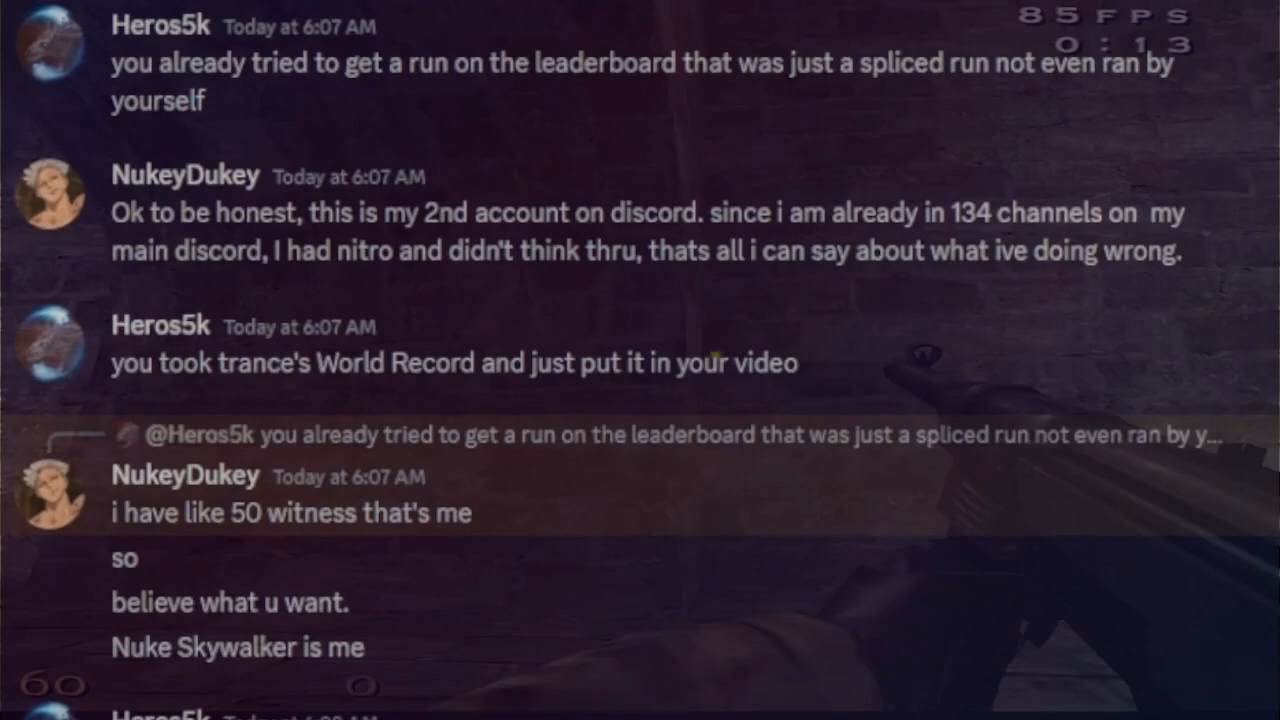 85 FPS
0:13
Heros5k Today at 6:07 AM
you already tried to get a run on the leaderboard that was just a spliced run not even ran by
yourself
NukeyDukey Today at 6:07 AM
Ok to be honest, this is my 2nd account on discord. since i am already in 134 channels on my
main discord, I had nitro and didn't think thru, thats all i can say about what ive doing wrong.
Heros5k Today at 6:07 AM
you took trance's World Record and just put it in your video
@Heros5k you already tried to get a run on the leaderboard that was just a spliced run not even ran by y...
NukeyDukey Today at 6:07 AM
i have like 50 witness that's me
so
believe what u want.
Nuke Skywalker is me
60 0
Heros5k Today at